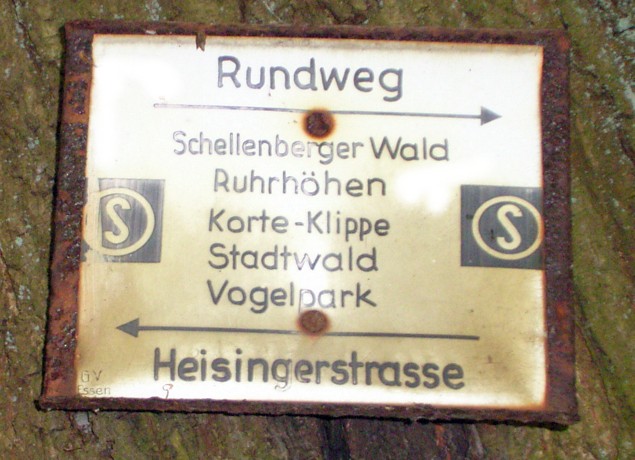 Rundweg
Schellenberger Wald
Ruhrhöhen
S
Korte-Klippe
S
Stadtwald
Vogelpark
Heisingerstrasse
GV
Essen